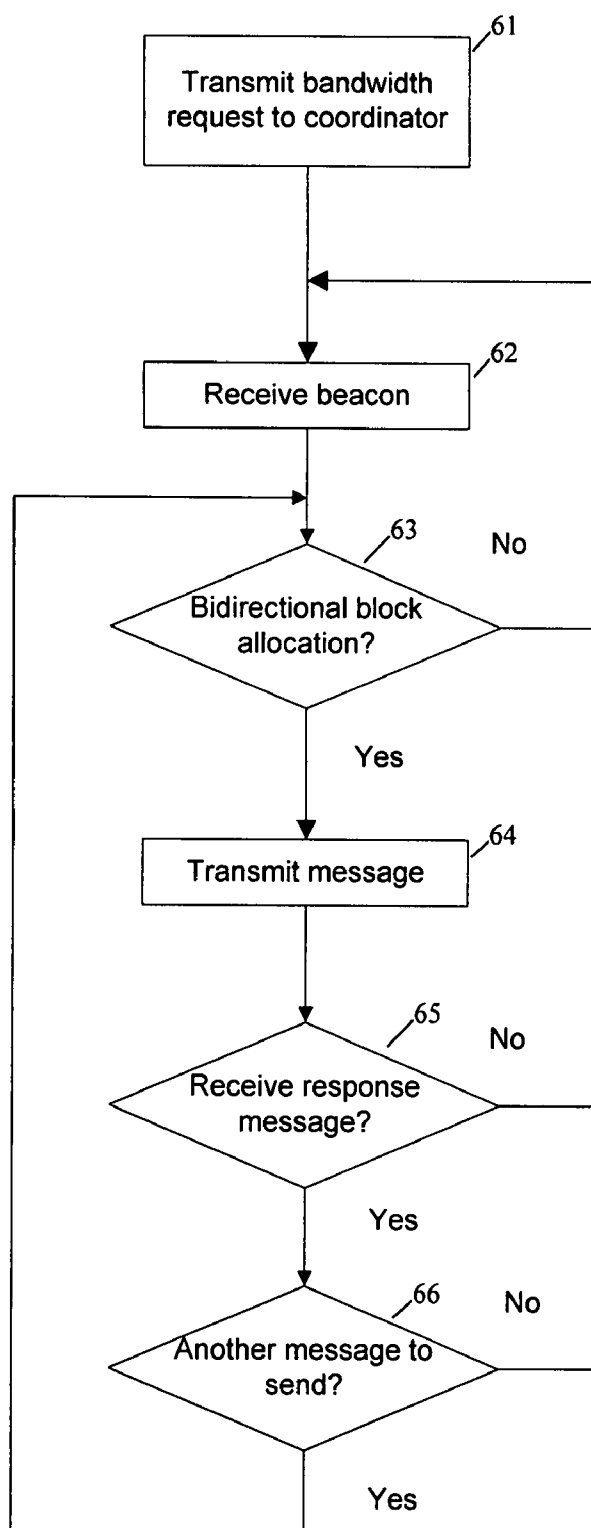 61
Transmit bandwidth
request to coordinator
62
Receive beacon
63
No
Bidirectional block
allocation?
Yes
64
Transmit message
65
No
Receive response
message?
Yes
66
No
Another message to
send?
Yes